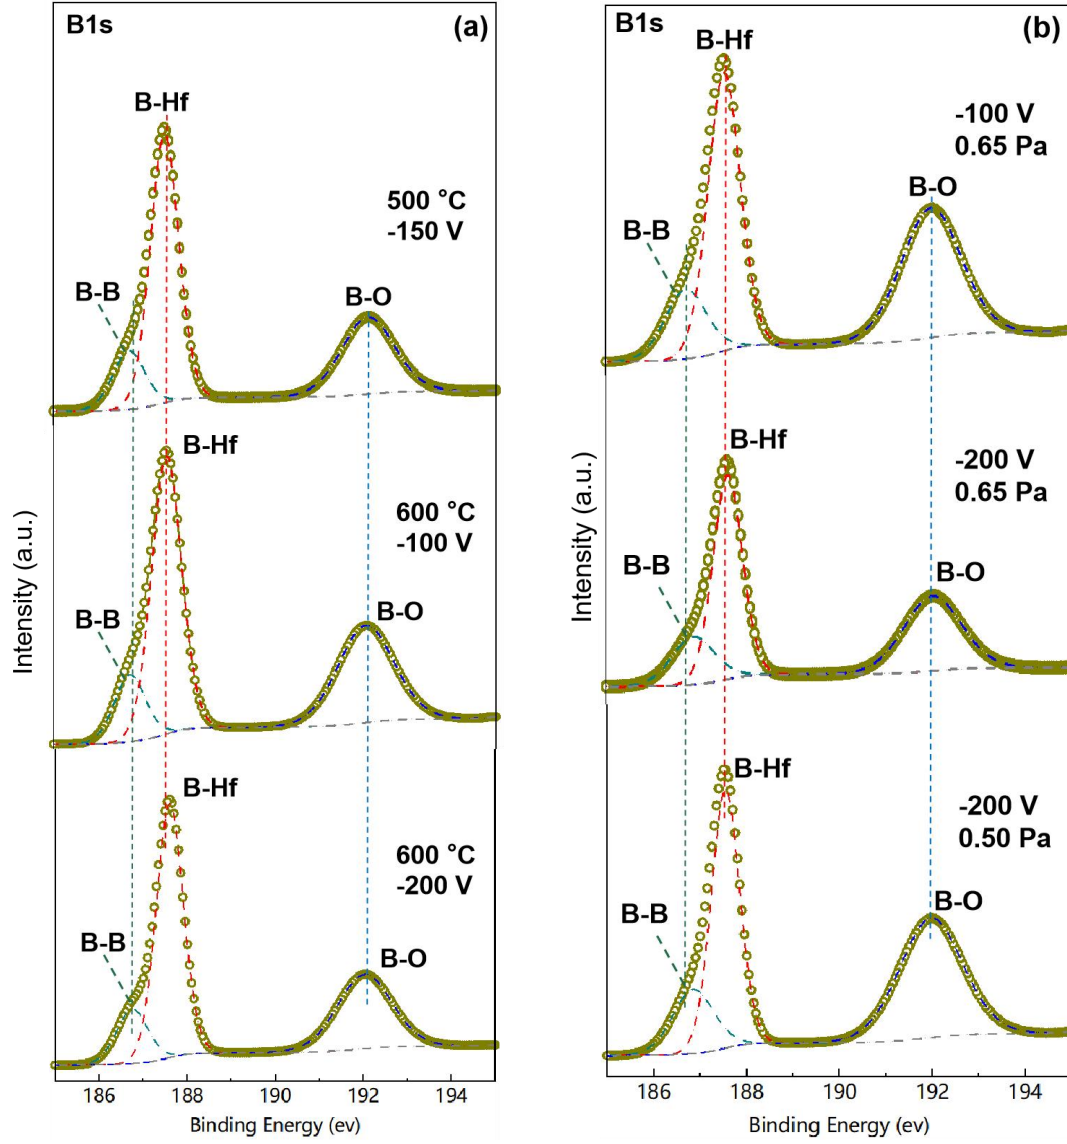 B1s
(a)
B-Hf
500 °C
-150 V
B-B
B-O
B-Hf
600 °C
-100 V
B-B
B-O
B-Hf
600 °C
-200 V
B-B
B-O
Intensity (a.u.)
186 188 190 192 194
Binding Energy (ev)
B1s
(b)
B-Hf
-100 V
0.65 Pa
B-O
B-B
B-Hf
-200 V
0.65 Pa
B-B
B-O
B-Hf
-200 V
0.50 Pa
B-B
B-O
Intensity (a.u.)
186 188 190 192 194
Binding Energy (ev)